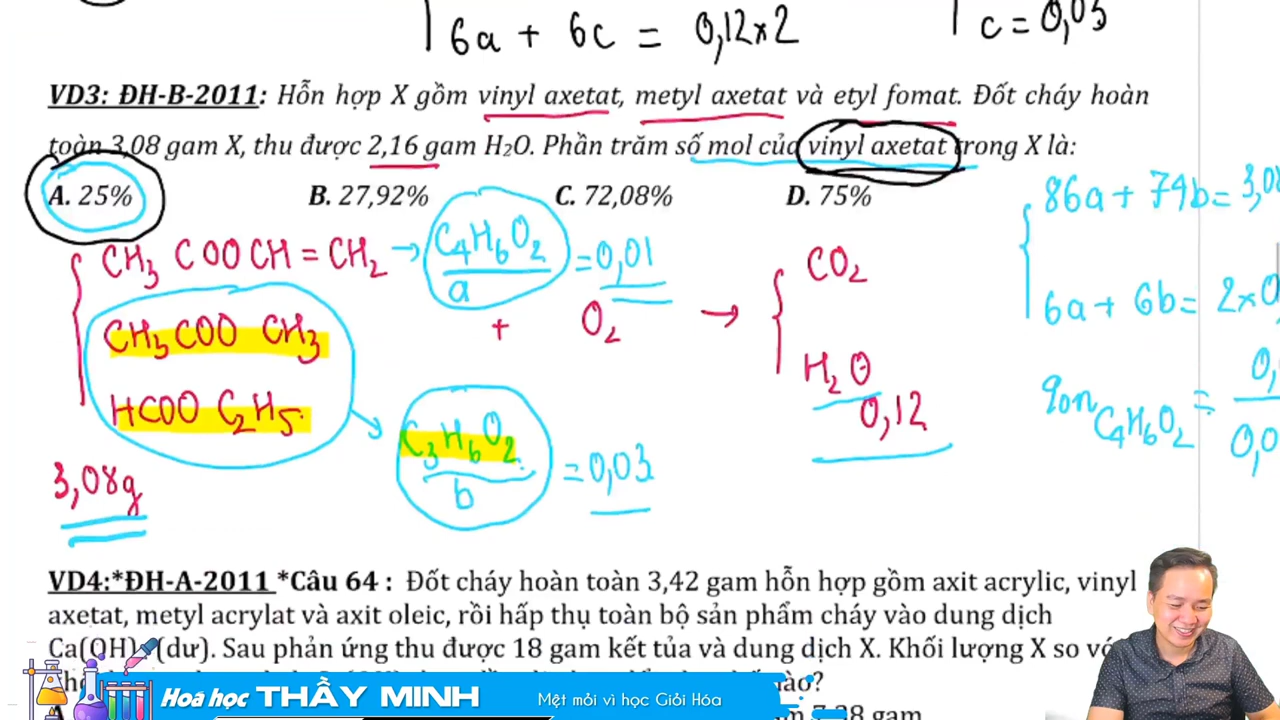 6a + 6c = 0,12x2
c = 0,03
VD3: ĐH-B-2011: Hỗn hợp X gồm vinyl axetat, metyl axetat và etyl fomat. Đốt cháy hoàn
toàn 3,08 gam X, thu được 2,16 gam H₂O. Phần trăm số mol của vinyl axetat trong X là:
A. 25% B. 27,92% C. 72,08% D. 75%
86a + 74b = 3,08
CH₃COOCH=CH₂ → C₄H₆O₂ = 0,01
a
CO₂
6a + 6b = 2x0
CH₃COOCH₃ + O₂ →
H₂O
0,12
HCOOC₂H₅
%n C₄H₆O₂ =
C₃H₆O₂ = 0,03
b
3,08g
VD4:*ĐH-A-2011 *Câu 64 : Đốt cháy hoàn toàn 3,42 gam hỗn hợp gồm axit acrylic, vinyl
axetat, metyl acrylat và axit oleic, rồi hấp thụ toàn bộ sản phẩm cháy vào dung dịch
Ca(OH)₂ (dư). Sau phản ứng thu được 18 gam kết tủa và dung dịch X. Khối lượng X so vớ
nào?
Hoá học THẦY MINH Mệt mỏi vì học Giỏi Hóa
gam